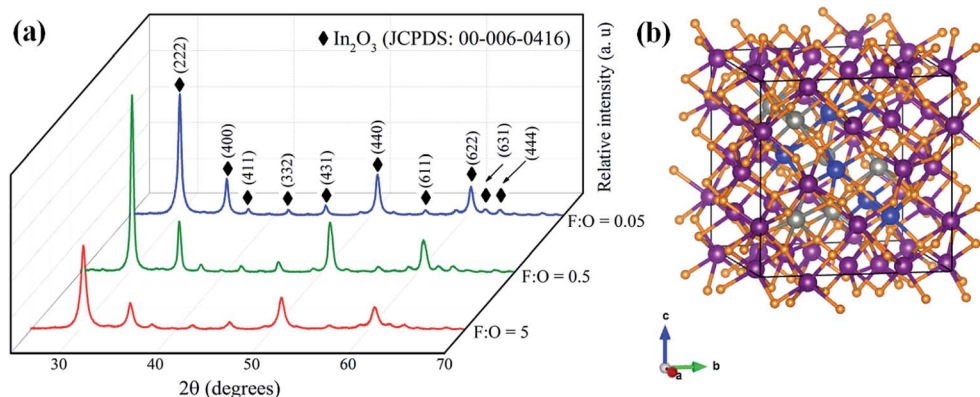 (a)
◆ In₂O₃ (JCPDS: 00-006-0416)
(222)
(400)
(411)
(332)
(431)
(440)
(611)
(622)
(631)
(444)
Relative intensity (a. u)
F:O = 0.05
F:O = 0.5
F:O = 5
30
40
50
60
70
2θ (degrees)
(b)
c
a
b